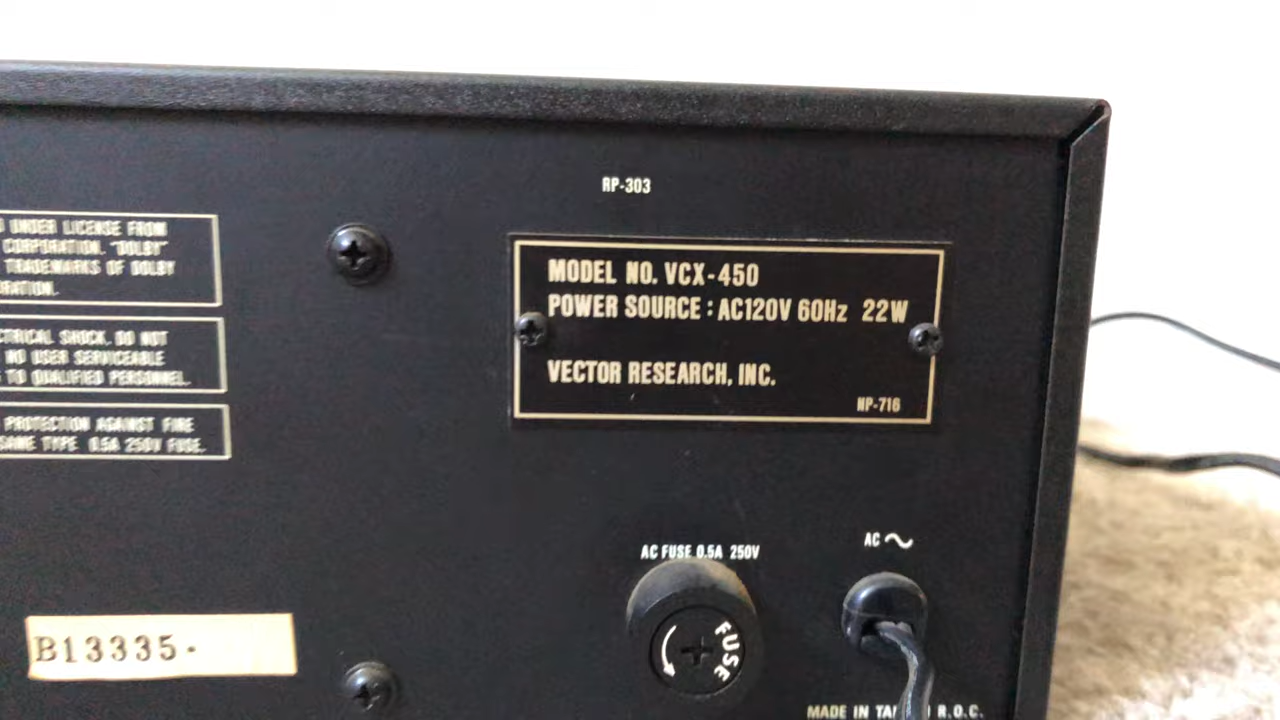 RP-303
UNDER LICENSE FROM
CORPORATION. "DOLBY"
TRADEMARKS OF DOLBY
MODEL NO. VCX-450
POWER SOURCE : AC120V 60Hz 22W
VECTOR RESEARCH, INC.
NP-716
SHOCK. DO NOT
NO USER SERVICEABLE
TO QUALIFIED PERSONNEL.
PROTECTION AGAINST FIRE
SAME TYPE 0.5A 250V FUSE.
AC FUSE 0.5A 250V
AC
FUSE
B13335.
MADE IN R.O.C.